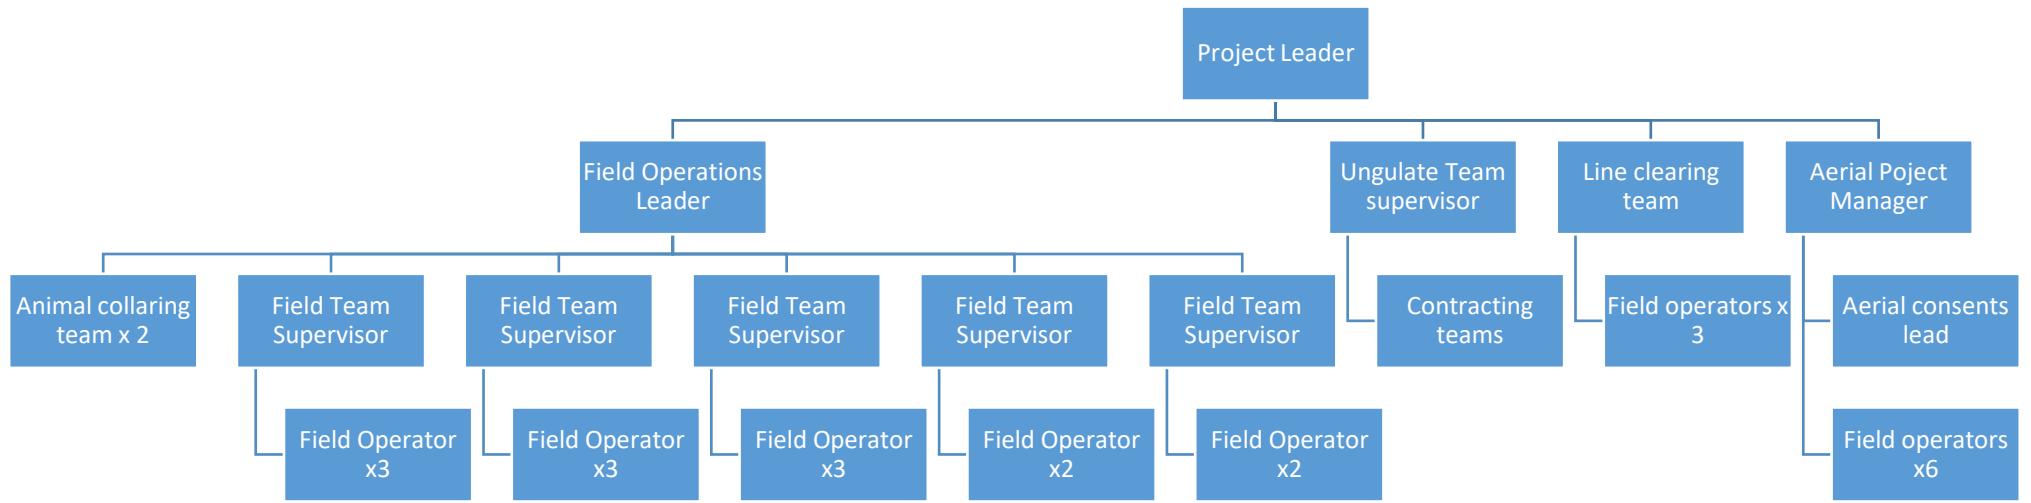 Project Leader
Field Operations
Leader
Ungulate Team
supervisor
Line clearing
team
Aerial Poject
Manager
Animal collaring
team x 2
Field Team
Supervisor
Field Team
Supervisor
Field Team
Supervisor
Field Team
Supervisor
Field Team
Supervisor
Contracting
teams
Field operators x
3
Aerial consents
lead
Field Operator
x3
Field Operator
x3
Field Operator
x3
Field Operator
x2
Field Operator
x2
Field operators
x6